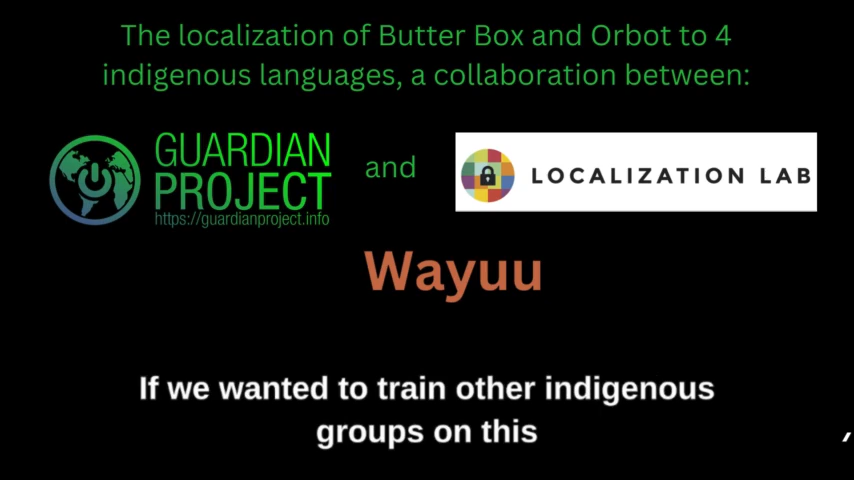 The localization of Butter Box and Orbot to 4
indigenous languages, a collaboration between:
GUARDIAN
PROJECT
https://guardianproject.info
and
LOCALIZATION LAB
Wayuu
If we wanted to train other indigenous
groups on this
,